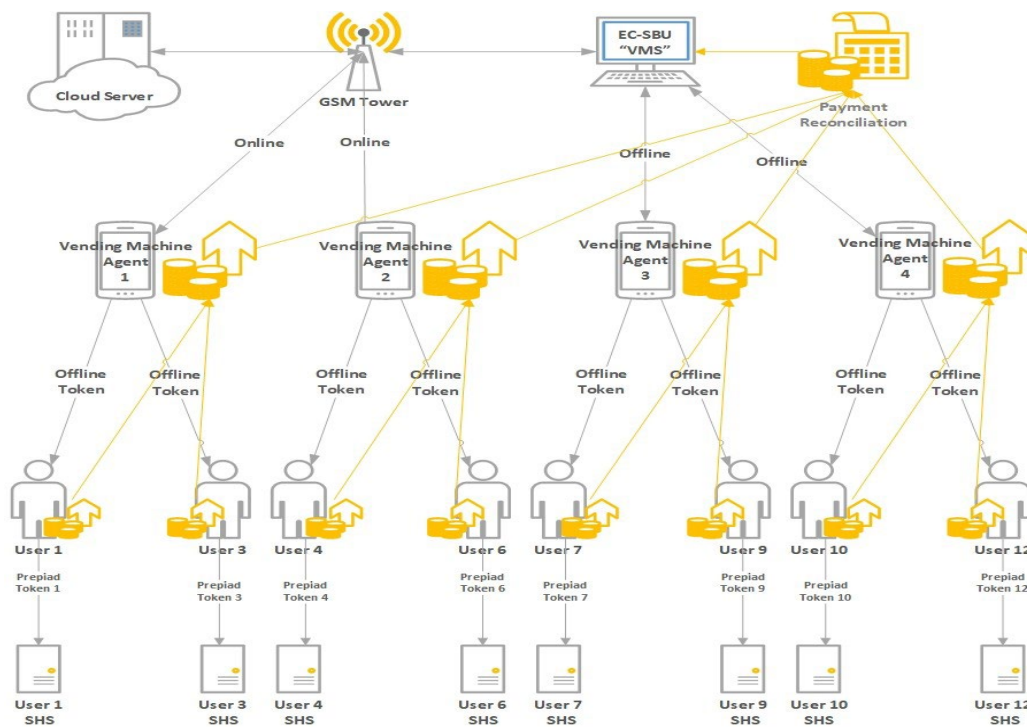 EC-SBU
"VMS"
Cloud Server
GSM Tower
Payment
Reconciliation
Online
Online
Offline
Offline
Vending Machine
Agent
1
Vending Machine
Agent
2
Vending Machine
Agent
3
Vending Machine
Agent
4
Offline
Token
Offline
Token
Offline
Token
Offline
Token
Offline
Token
Offline
Token
Offline
Token
Offline
Token
User 1
User 3
User 4
User 6
User 7
User 9
User 10
User 12
Prepiad
Token 1
Prepiad
Token 3
Prepiad
Token 4
Prepiad
Token 6
Prepiad
Token 7
Prepiad
Token 9
Prepiad
Token 10
Prepiad
Token 12
User 1
SHS
User 3
SHS
User 4
SHS
User 6
SHS
User 7
SHS
User 9
SHS
User 10
SHS
User 12
SHS